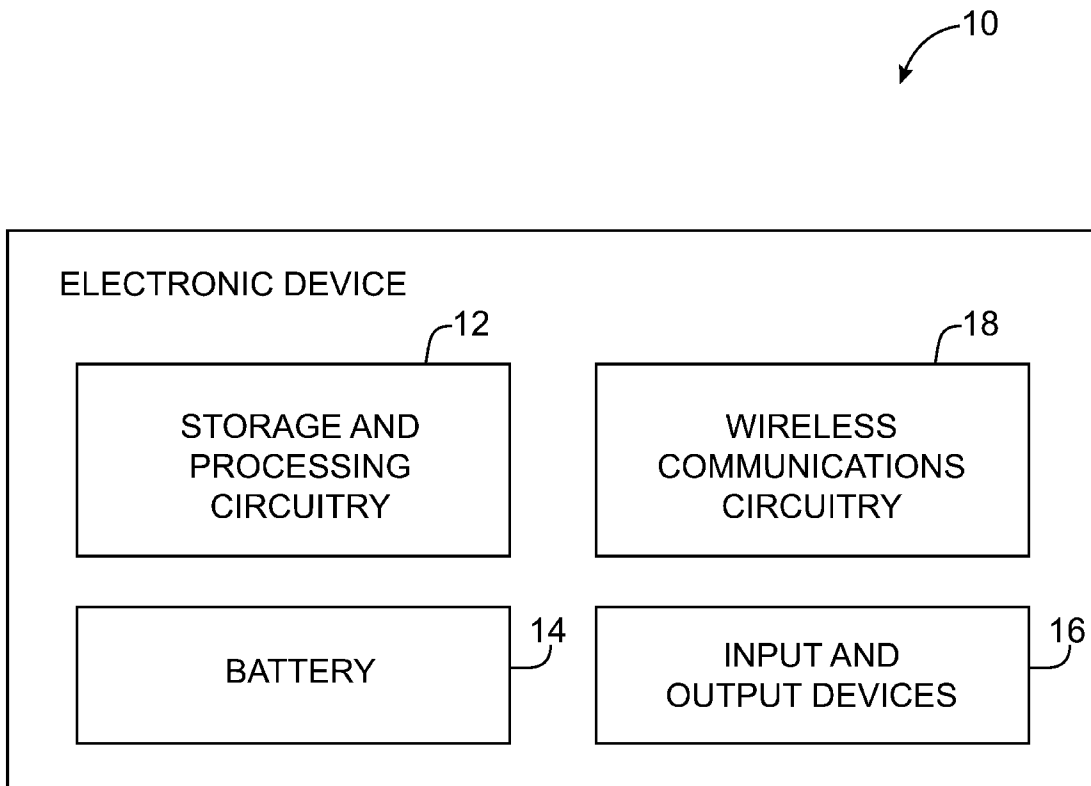 10
ELECTRONIC DEVICE
12
STORAGE AND
PROCESSING
CIRCUITRY
18
WIRELESS
COMMUNICATIONS
CIRCUITRY
BATTERY
14
INPUT AND
OUTPUT DEVICES
16